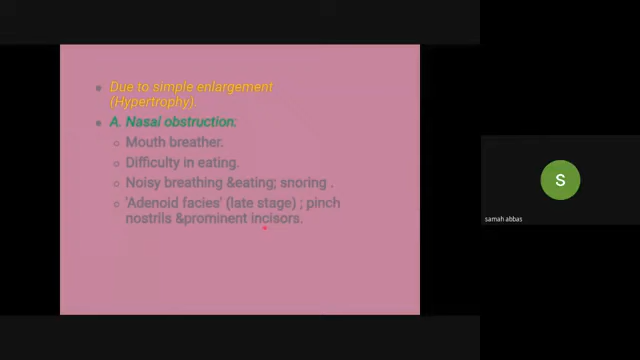 Due to simple enlargement
(Hypertrophy).
A. Nasal obstruction:
Mouth breather.
Difficulty in eating.
Noisy breathing &eating; snoring .
'Adenoid facies' (late stage) ; pinch
nostrils &prominent incisors.
S
samah abbas